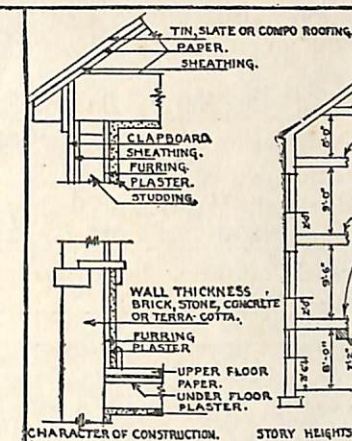 TIN, SLATE OR COMPO ROOFING
PAPER.
SHEATHING.
CLAPBOARD.
SHEATHING.
FURRING.
PLASTER.
STUDDING.
WALL THICKNESS
BRICK, STONE, CONCRETE
OR TERRA-COTTA.
FURRING
PLASTER
UPPER FLOOR
PAPER.
UNDER FLOOR
PLASTER.
9'-0"
9'-6"
8'-0"
CHARACTER OF CONSTRUCTION.
STORY HEIGHTS